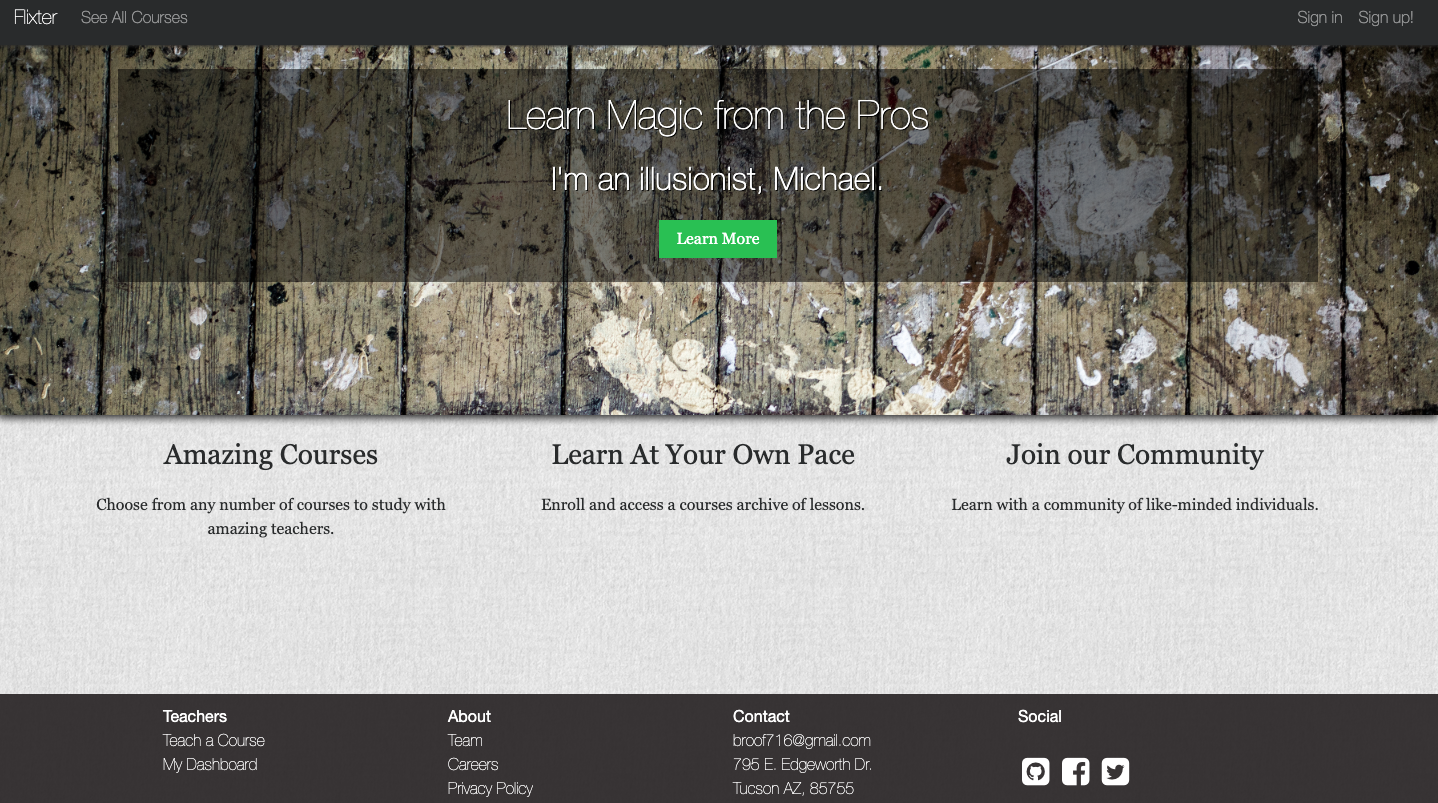 Flixter See All Courses Sign in Sign up!
Learn Magic from the Pros
I'm an illusionist, Michael.
Learn More
Amazing Courses
Choose from any number of courses to study with
amazing teachers.
Learn At Your Own Pace
Enroll and access a courses archive of lessons.
Join our Community
Learn with a community of like-minded individuals.
Teachers
Teach a Course
My Dashboard
About
Team
Careers
Privacy Policy
Contact
broof716@gmail.com
795 E. Edgeworth Dr.
Tucson AZ, 85755
Social